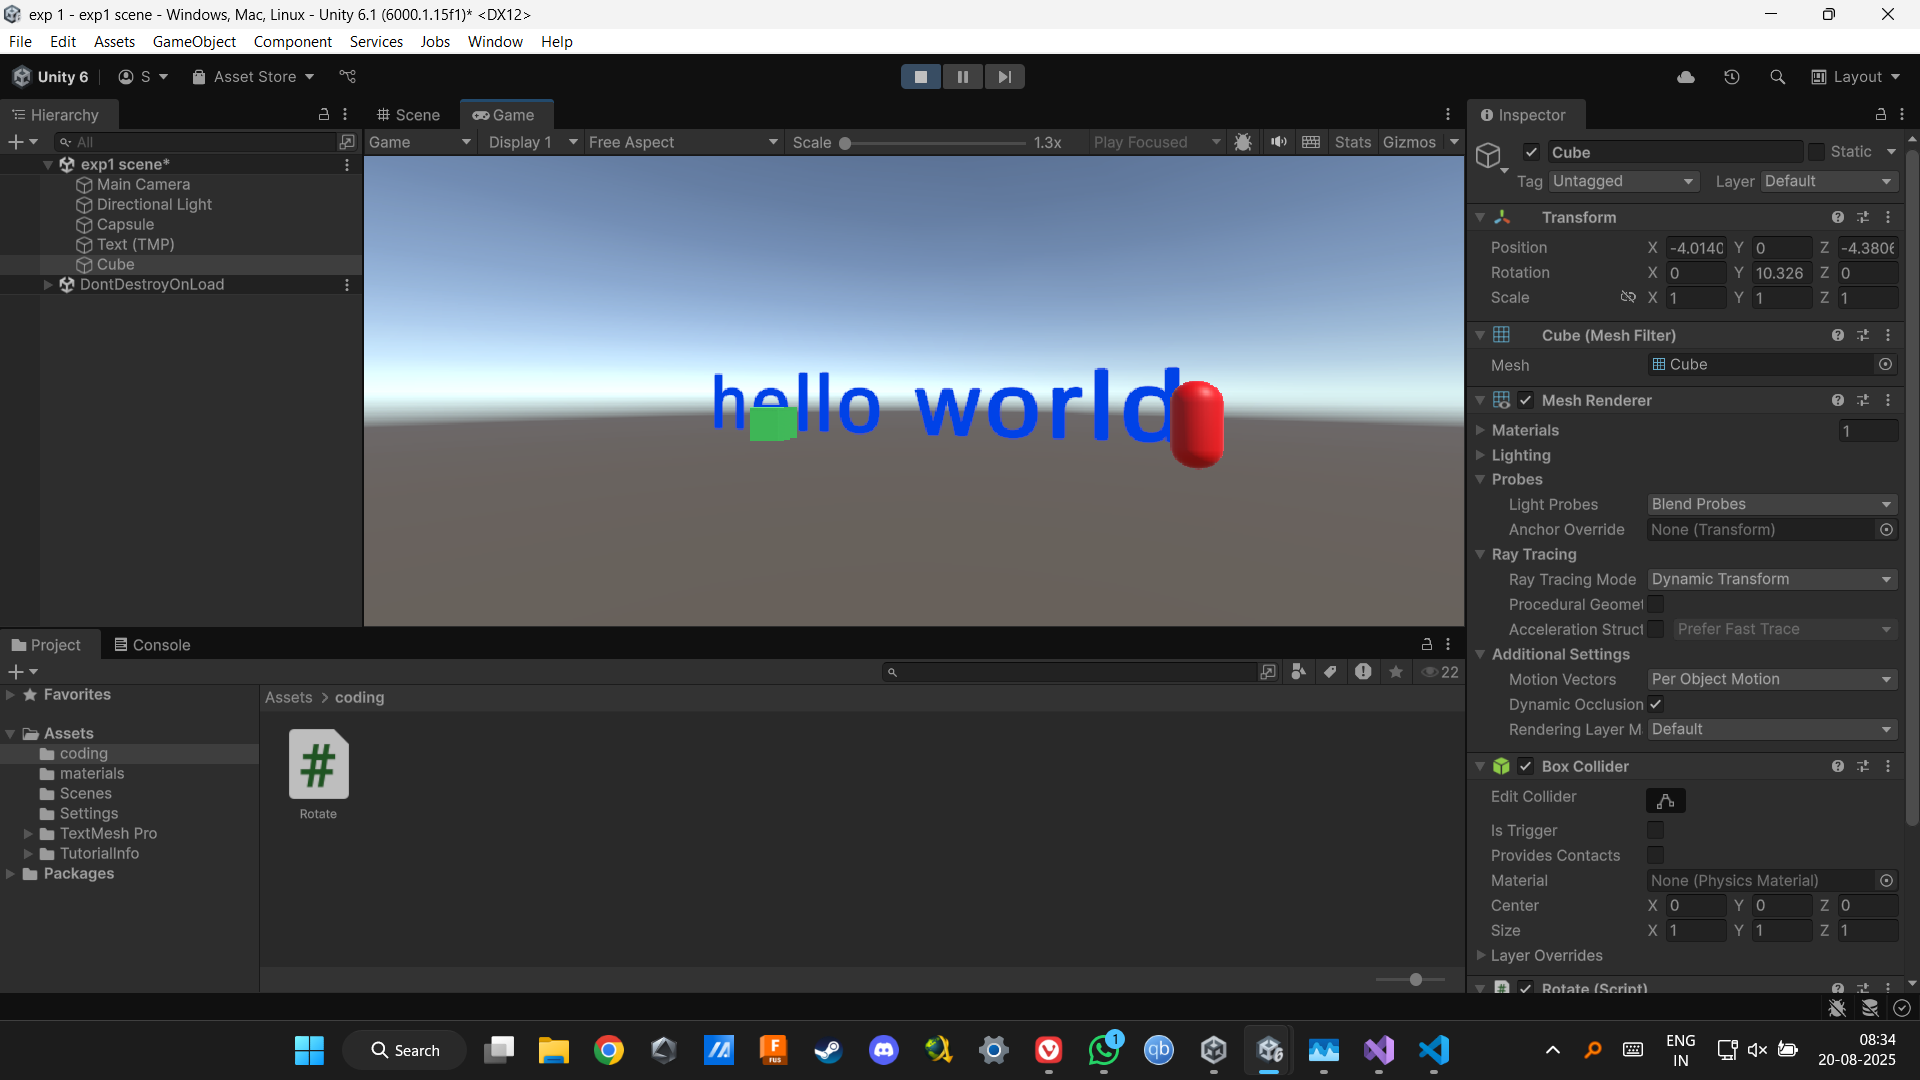 exp 1 - exp1 scene - Windows, Mac, Linux - Unity 6.1 (6000.1.15f1)* <DX12>
File Edit Assets GameObject Component Services Jobs Window Help
Unity 6 S Asset Store Layout
Hierarchy
All
exp1 scene*
Main Camera
Directional Light
Capsule
Text (TMP)
Cube
DontDestroyOnLoad
Scene Game
Game Display 1 Free Aspect Scale 1.3x Play Focused Stats Gizmos
hello world
Inspector
Cube Static
Tag Untagged Layer Default
Transform
Position X -4.0140 Y 0 Z -4.3806
Rotation X 0 Y 10.326 Z 0
Scale X 1 Y 1 Z 1
Cube (Mesh Filter)
Mesh Cube
Mesh Renderer
Materials 1
Lighting
Probes
Light Probes Blend Probes
Anchor Override None (Transform)
Ray Tracing
Ray Tracing Mode Dynamic Transform
Procedural Geomet
Acceleration Struct Prefer Fast Trace
Additional Settings
Motion Vectors Per Object Motion
Dynamic Occlusion
Rendering Layer M Default
Box Collider
Edit Collider
Is Trigger
Provides Contacts
Material None (Physics Material)
Center X 0 Y 0 Z 0
Size X 1 Y 1 Z 1
Layer Overrides
# Rotate (Script)
Project Console
22
Favorites
Assets
coding
materials
Scenes
Settings
TextMesh Pro
TutorialInfo
Packages
Assets > coding
#
Rotate
Search
FUS
1
qb
6
ENG
IN
08:34
20-08-2025